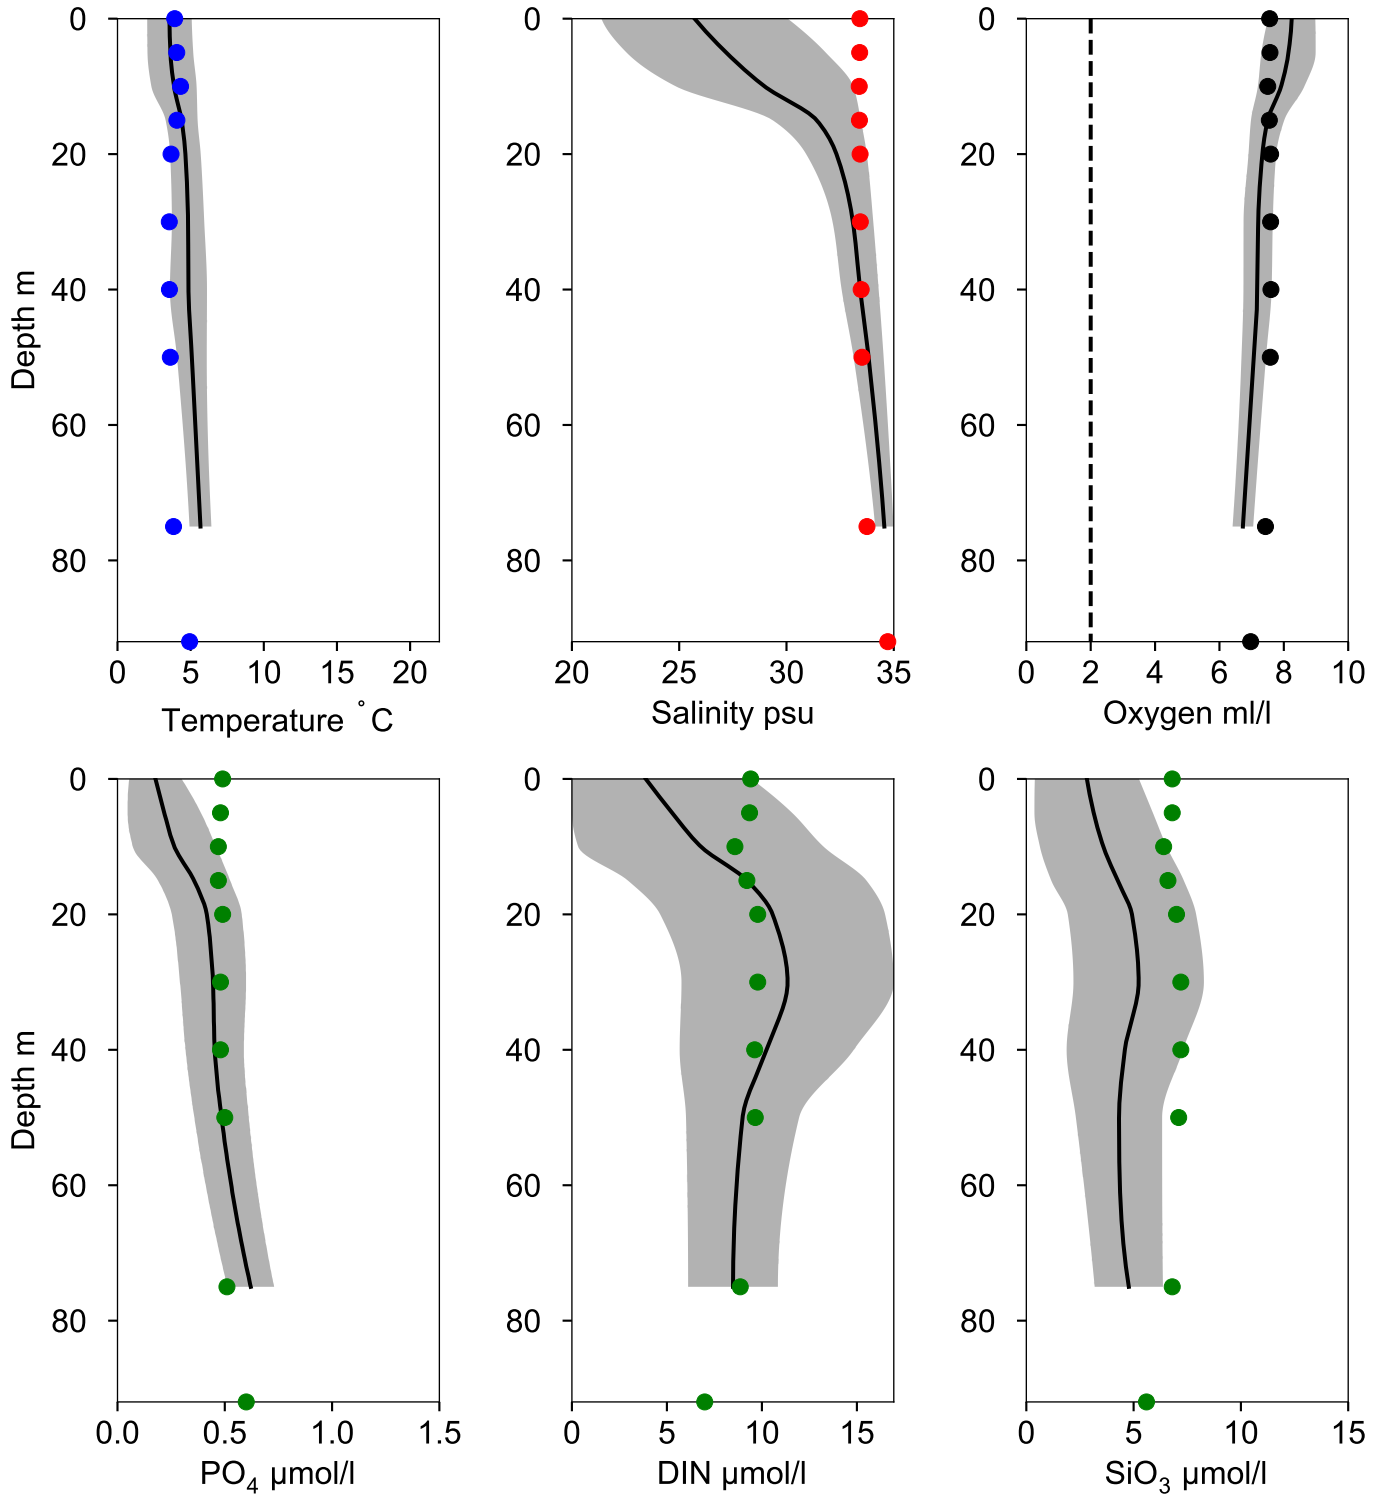 0
20
40
60
80
Depth m
0 5 10 15 20
Temperature °C
0
20
40
60
80
20 25 30 35
Salinity psu
0
20
40
60
80
0 2 4 6 8 10
Oxygen ml/l
0
20
40
60
80
Depth m
0.0 0.5 1.0 1.5
PO₄ µmol/l
0
20
40
60
80
0 5 10 15
DIN µmol/l
0
20
40
60
80
0 5 10 15
SiO₃ µmol/l